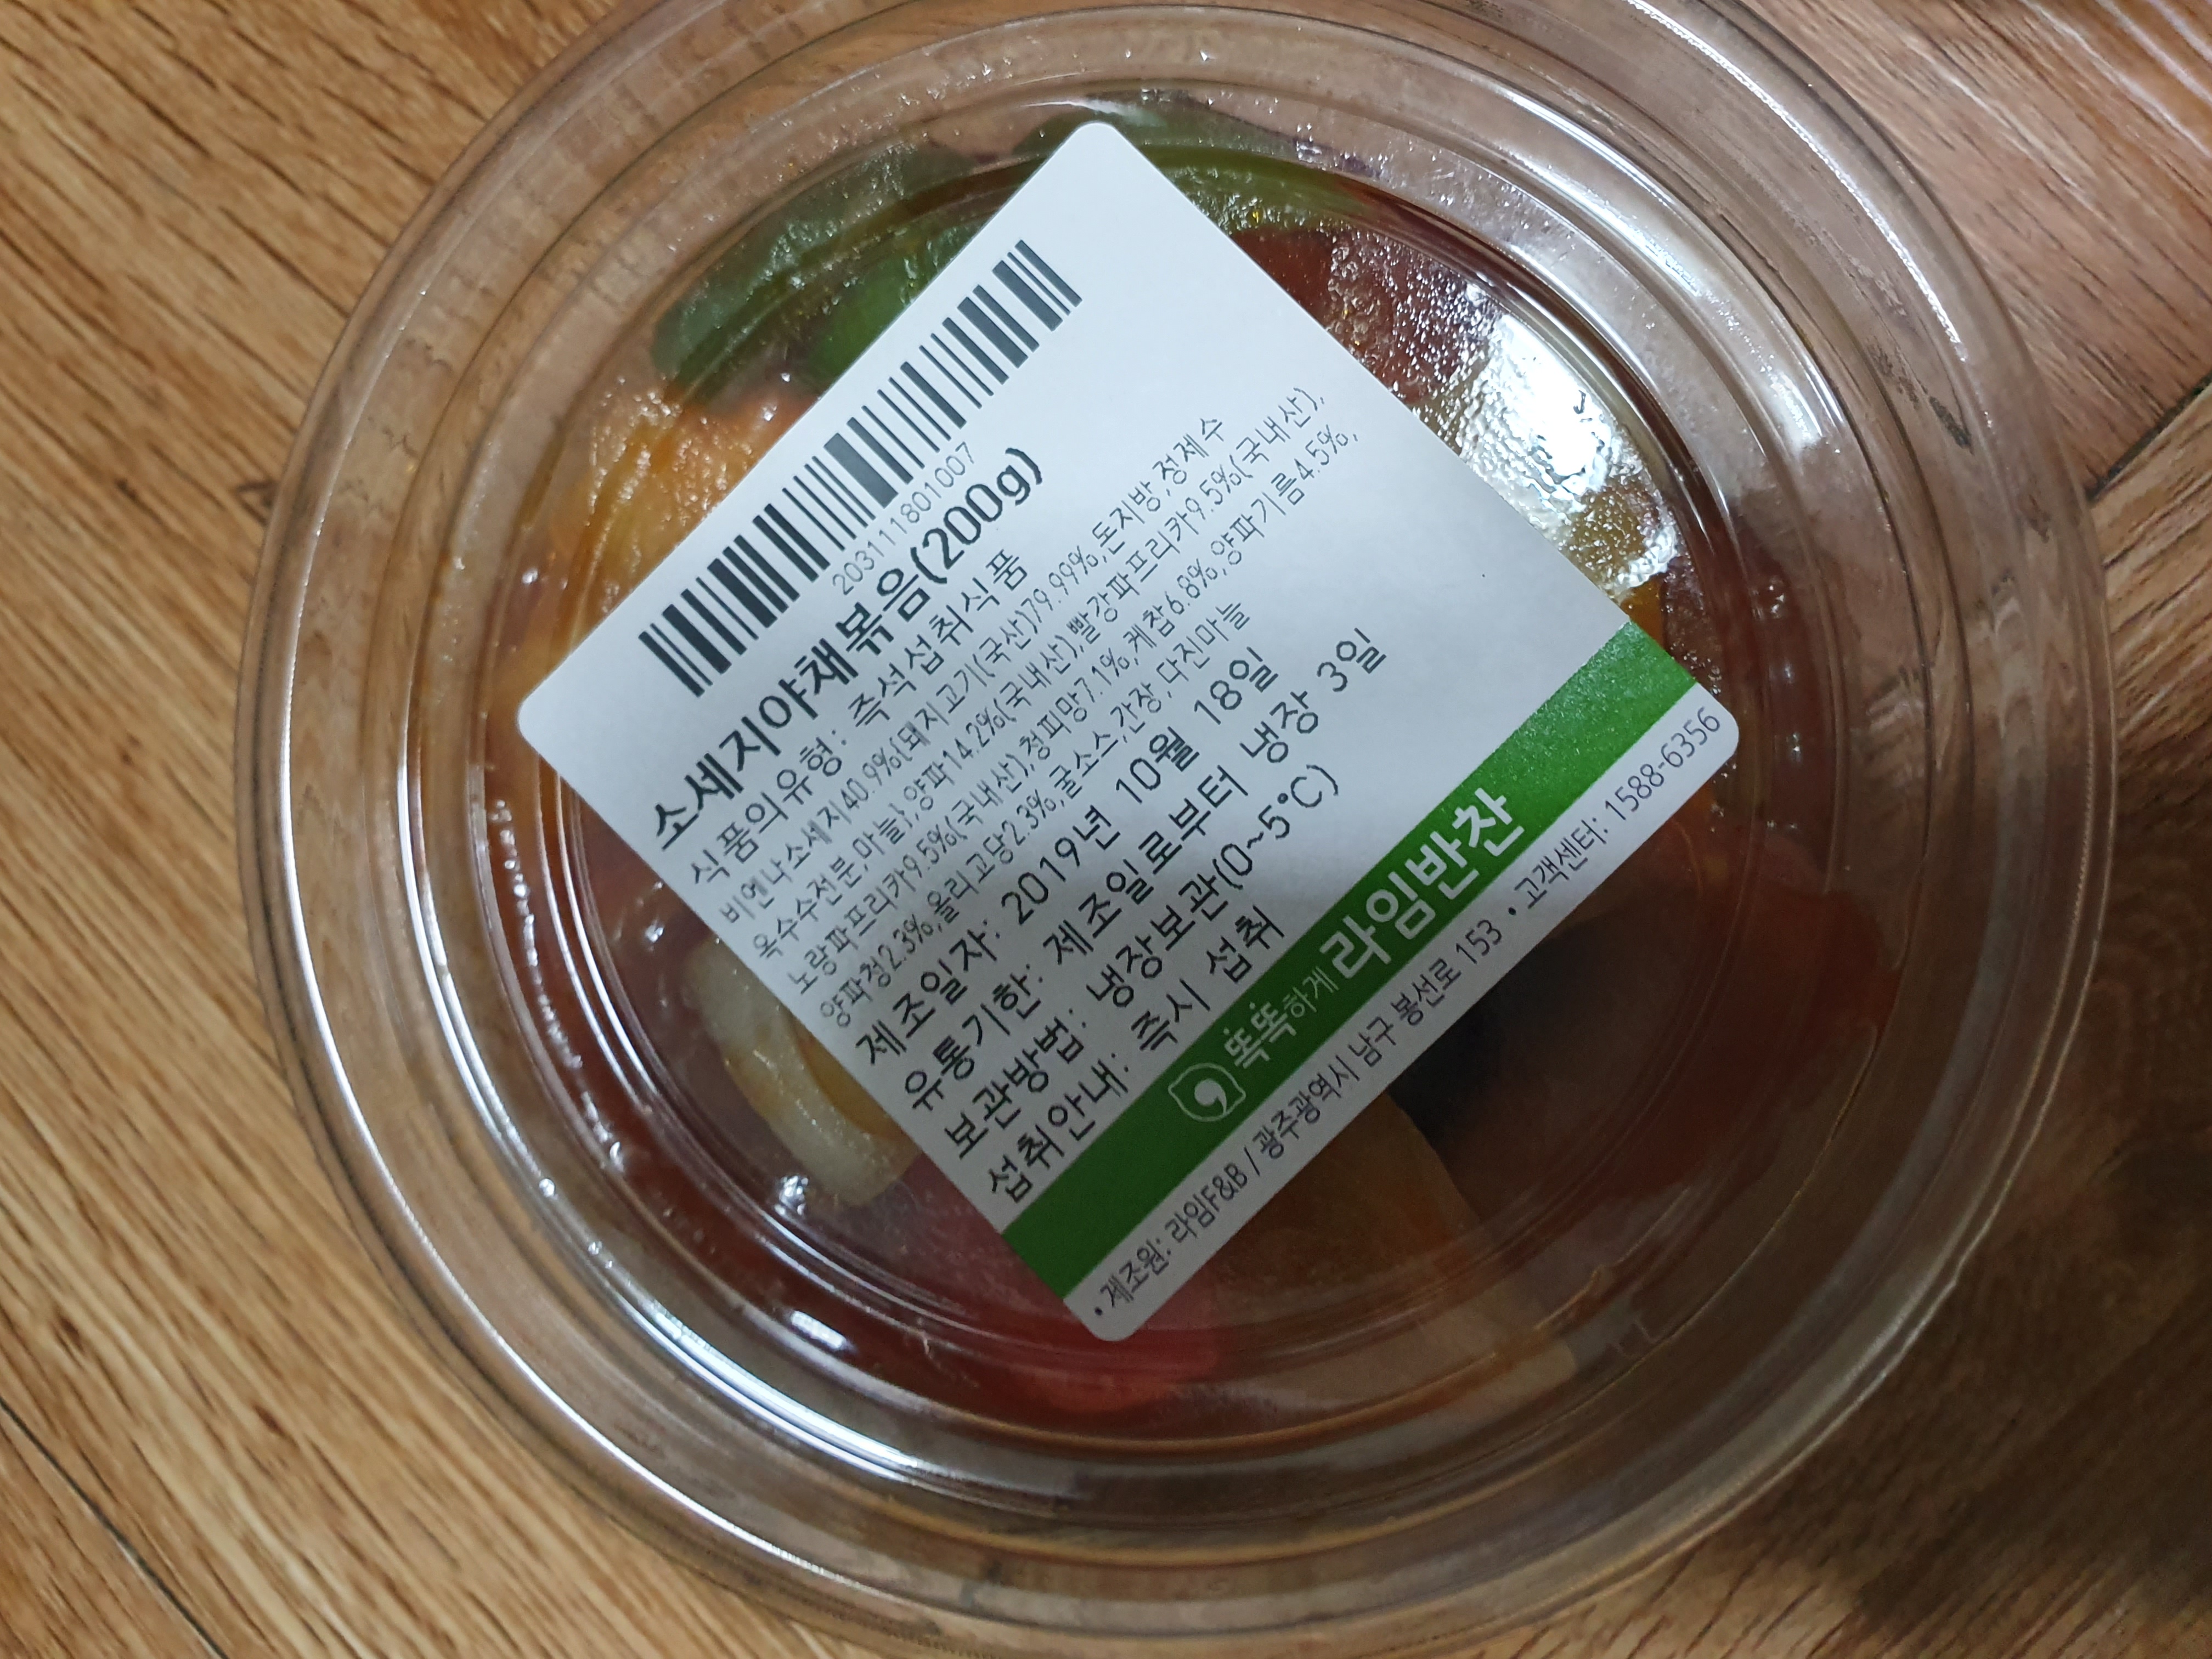 2031118010​07
소세지야채볶음(200g)
식품의유형: 즉석섭취식품
비엔나소세지40.9%{돼지고기(국산)79.99%,돈지방,정제수
옥수수전분,마늘},양파14.2%(국내산),빨강파프리카9.5%(국내산),
노랑파프리카9.5%(국내산),청피망7.1%,케찹6.8%,양파기름4.5%,
양파청2.3%,올리고당2.3%,굴소스,간장,다진마늘
제조일자: 2019년 10월 18일
유통기한: 제조일로부터 냉장 3일
보관방법: 냉장보관(0~5°C)
섭취안내: 즉시 섭취
똑똑하게 라임반찬
• 제조원: 라임F&B / 광주광역시 남구 봉선로 153 • 고객센터: 1588-6356